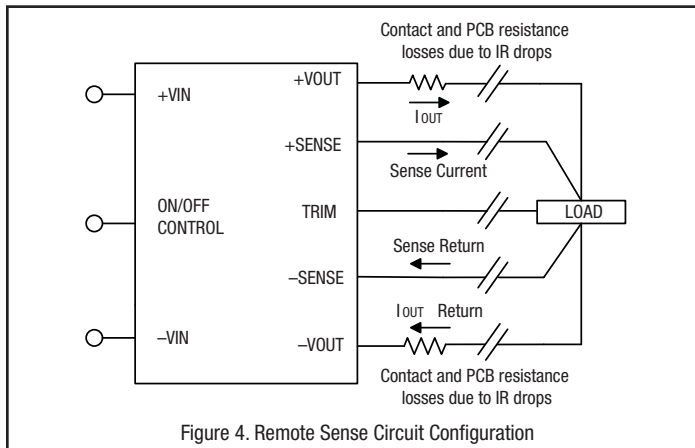 Contact and PCB resistance
losses due to IR drops
+VOUT
+VIN
IOUT
+SENSE
Sense Current
ON/OFF
CONTROL
TRIM
LOAD
Sense Return
–SENSE
IOUT Return
–VIN
–VOUT
Contact and PCB resistance
losses due to IR drops
Figure 4. Remote Sense Circuit Configuration